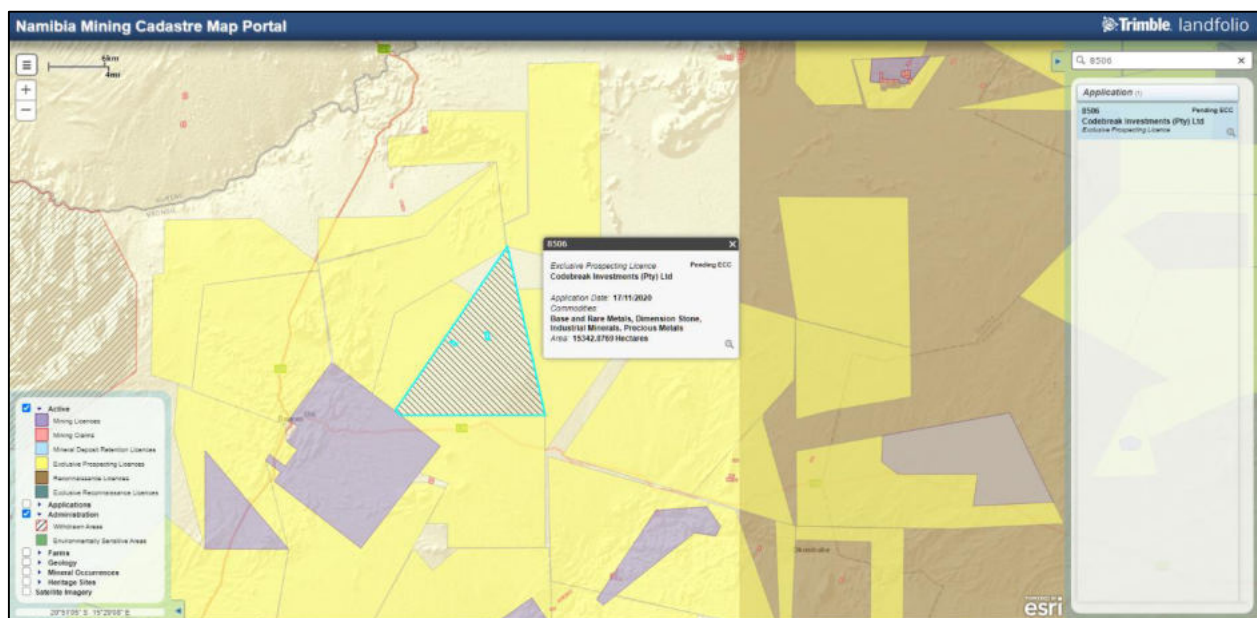 Namibia Mining Cadastre Map Portal
Trimble. landfolio
6km
4mi
8506
Application (1)
8506 Pending ECC
Codebreak Investments (Pty) Ltd
Exclusive Prospecting Licence
8506
Exclusive Prospecting Licence Pending ECC
Codebreak Investments (Pty) Ltd
Application Date: 17/11/2020
Commodities:
Base and Rare Metals, Dimension Stone,
Industrial Minerals, Precious Metals
Area: 15342.8769 Hectares
Active
Mining Licences
Mining Claims
Mineral Deposit Retention Licences
Exclusive Prospecting Licences
Reconnaissance Licences
Exclusive Reconnaissance Licences
Applications
Administration
Withdrawn Areas
Environmentally Sensitive Areas
Farms
Geology
Mineral Occurrences
Heritage Sites
Satellite Imagery
POWERED BY
esri